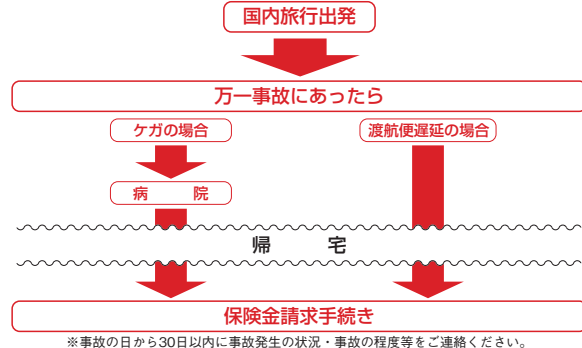 国内旅行出発
万一事故にあったら
ケガの場合
渡航便遅延の場合
病 院
帰 宅
保険金請求手続き
※事故の日から30日以内に事故発生の状況・事故の程度等をご連絡ください。